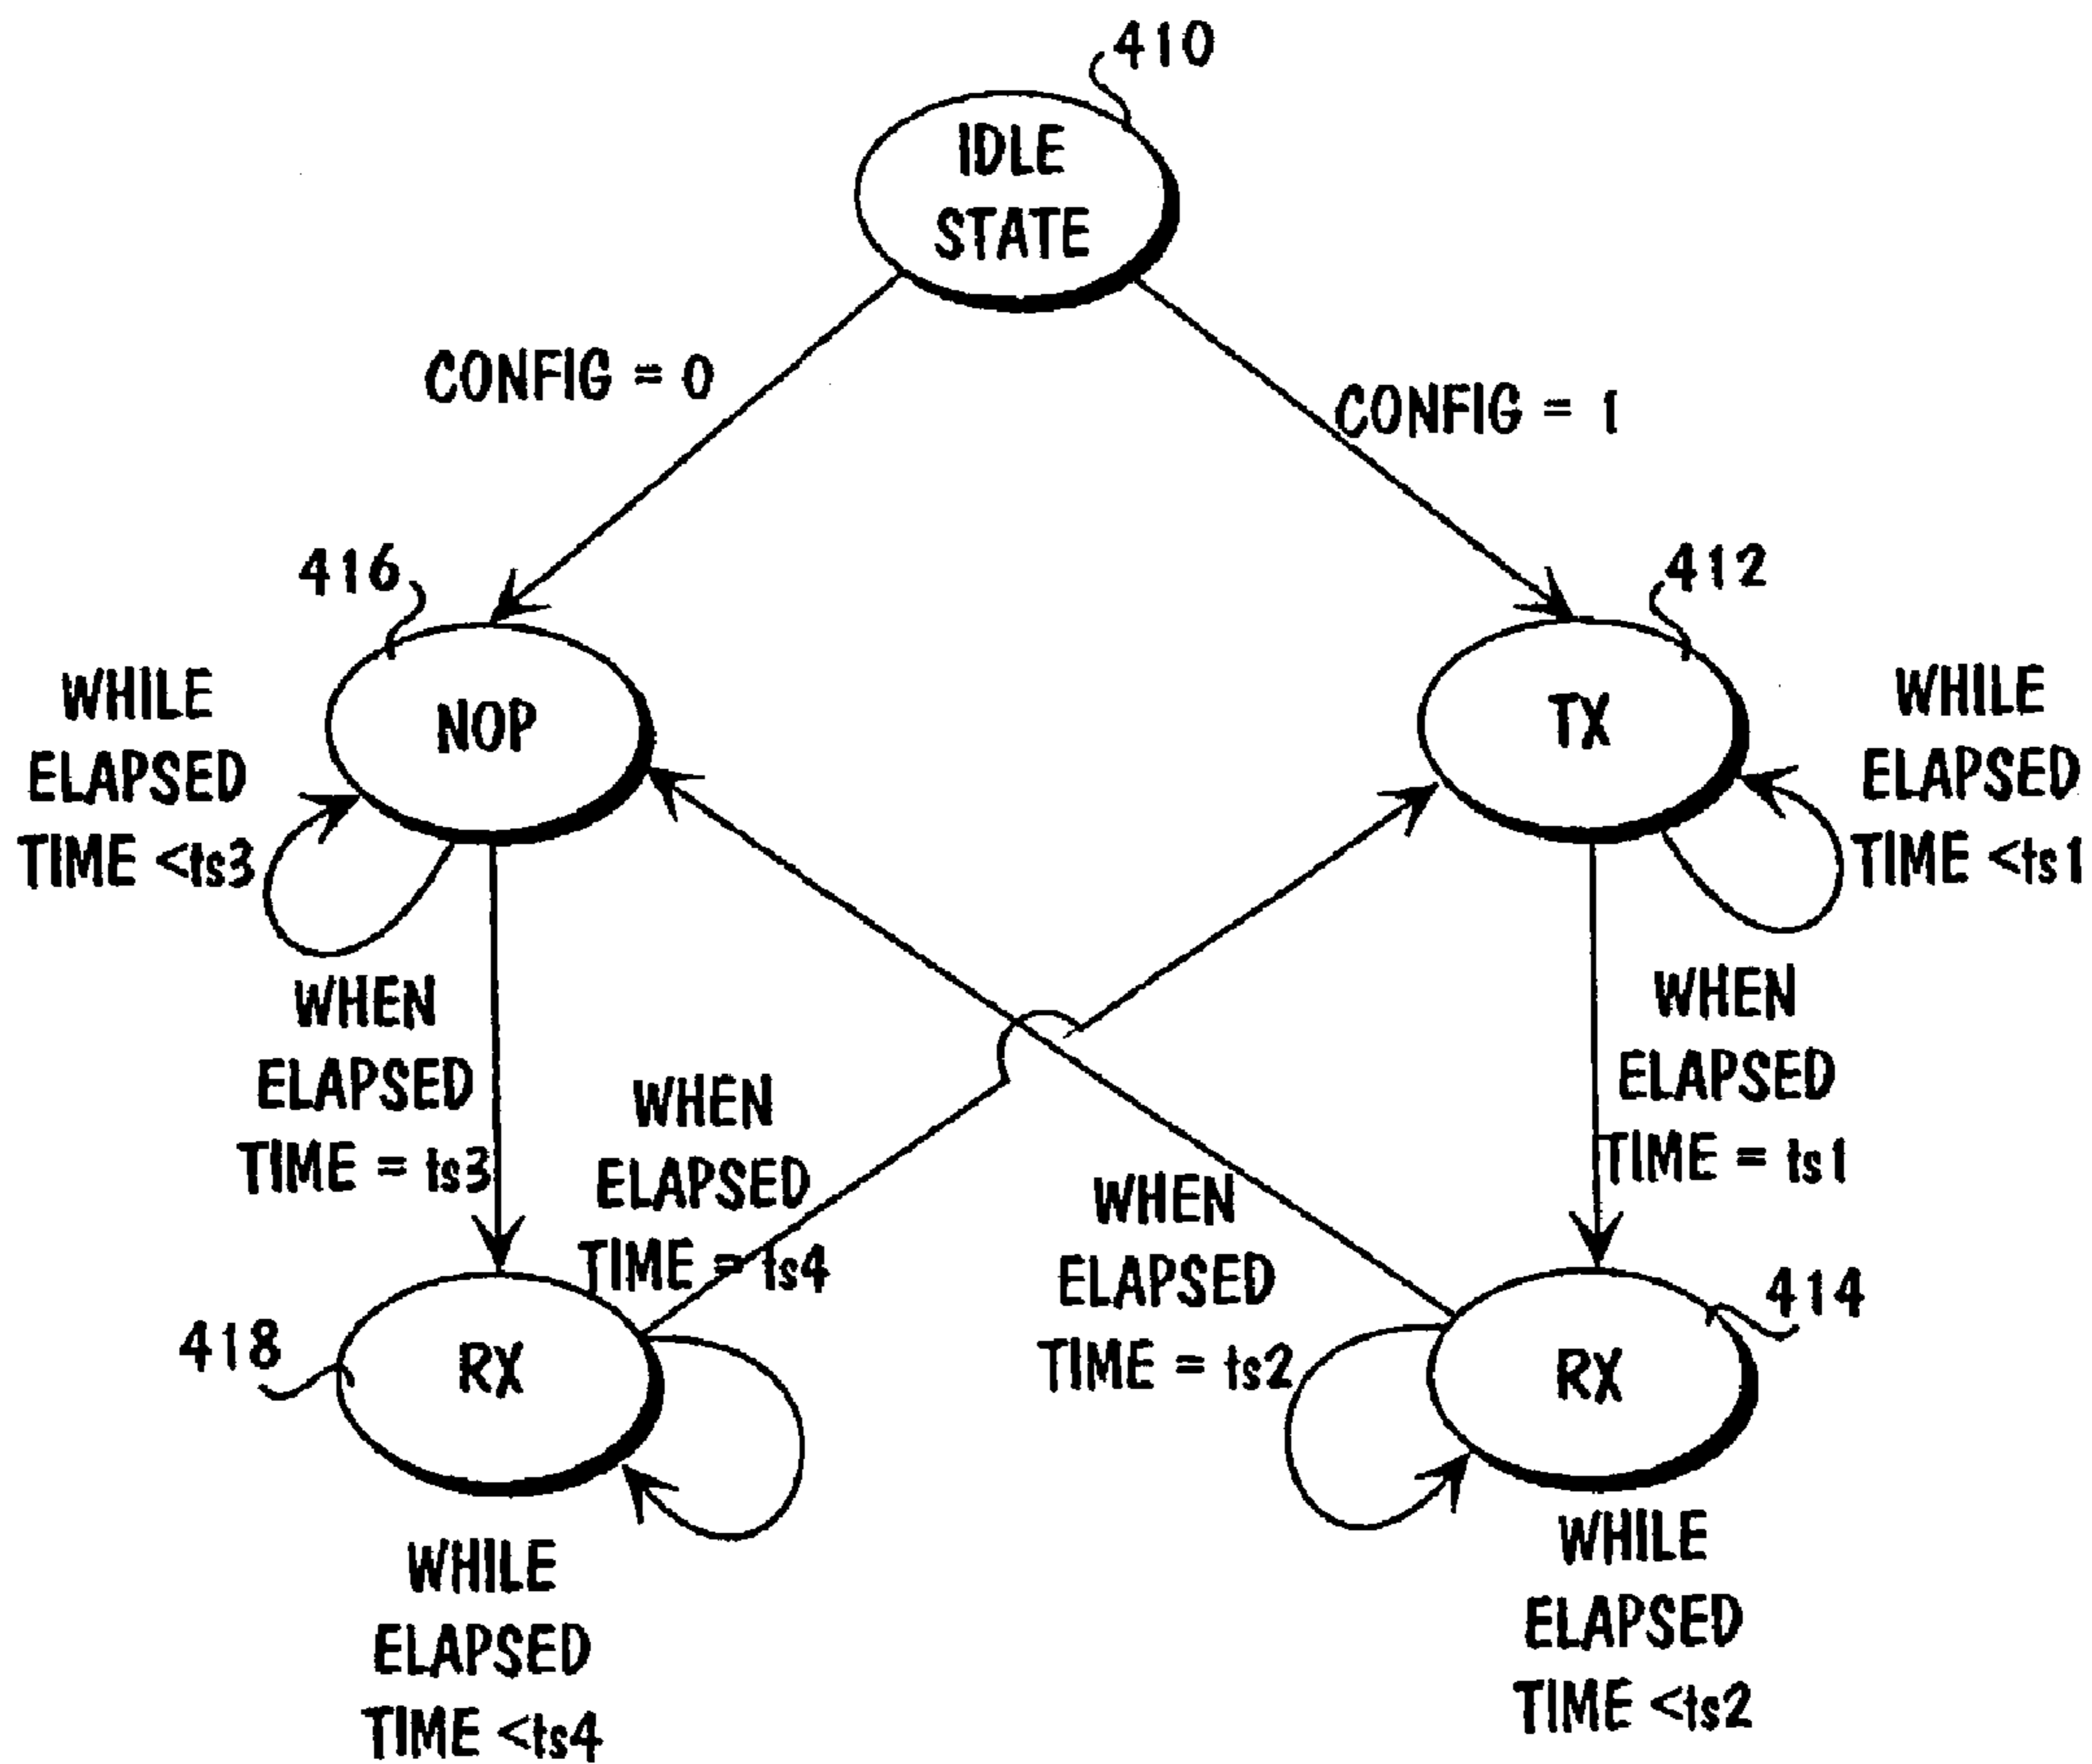 410
IDLE
STATE
CONFIG = 0
CONFIG = 1
416
412
WHILE
ELAPSED
TIME <ts3
NOP
TX
WHILE
ELAPSED
TIME <ts1
WHEN
ELAPSED
TIME = ts3
WHEN
ELAPSED
TIME = ts4
WHEN
ELAPSED
TIME = ts2
WHEN
ELAPSED
TIME = ts1
418
RX
RX
414
WHILE
ELAPSED
TIME <ts4
WHILE
ELAPSED
TIME <ts2